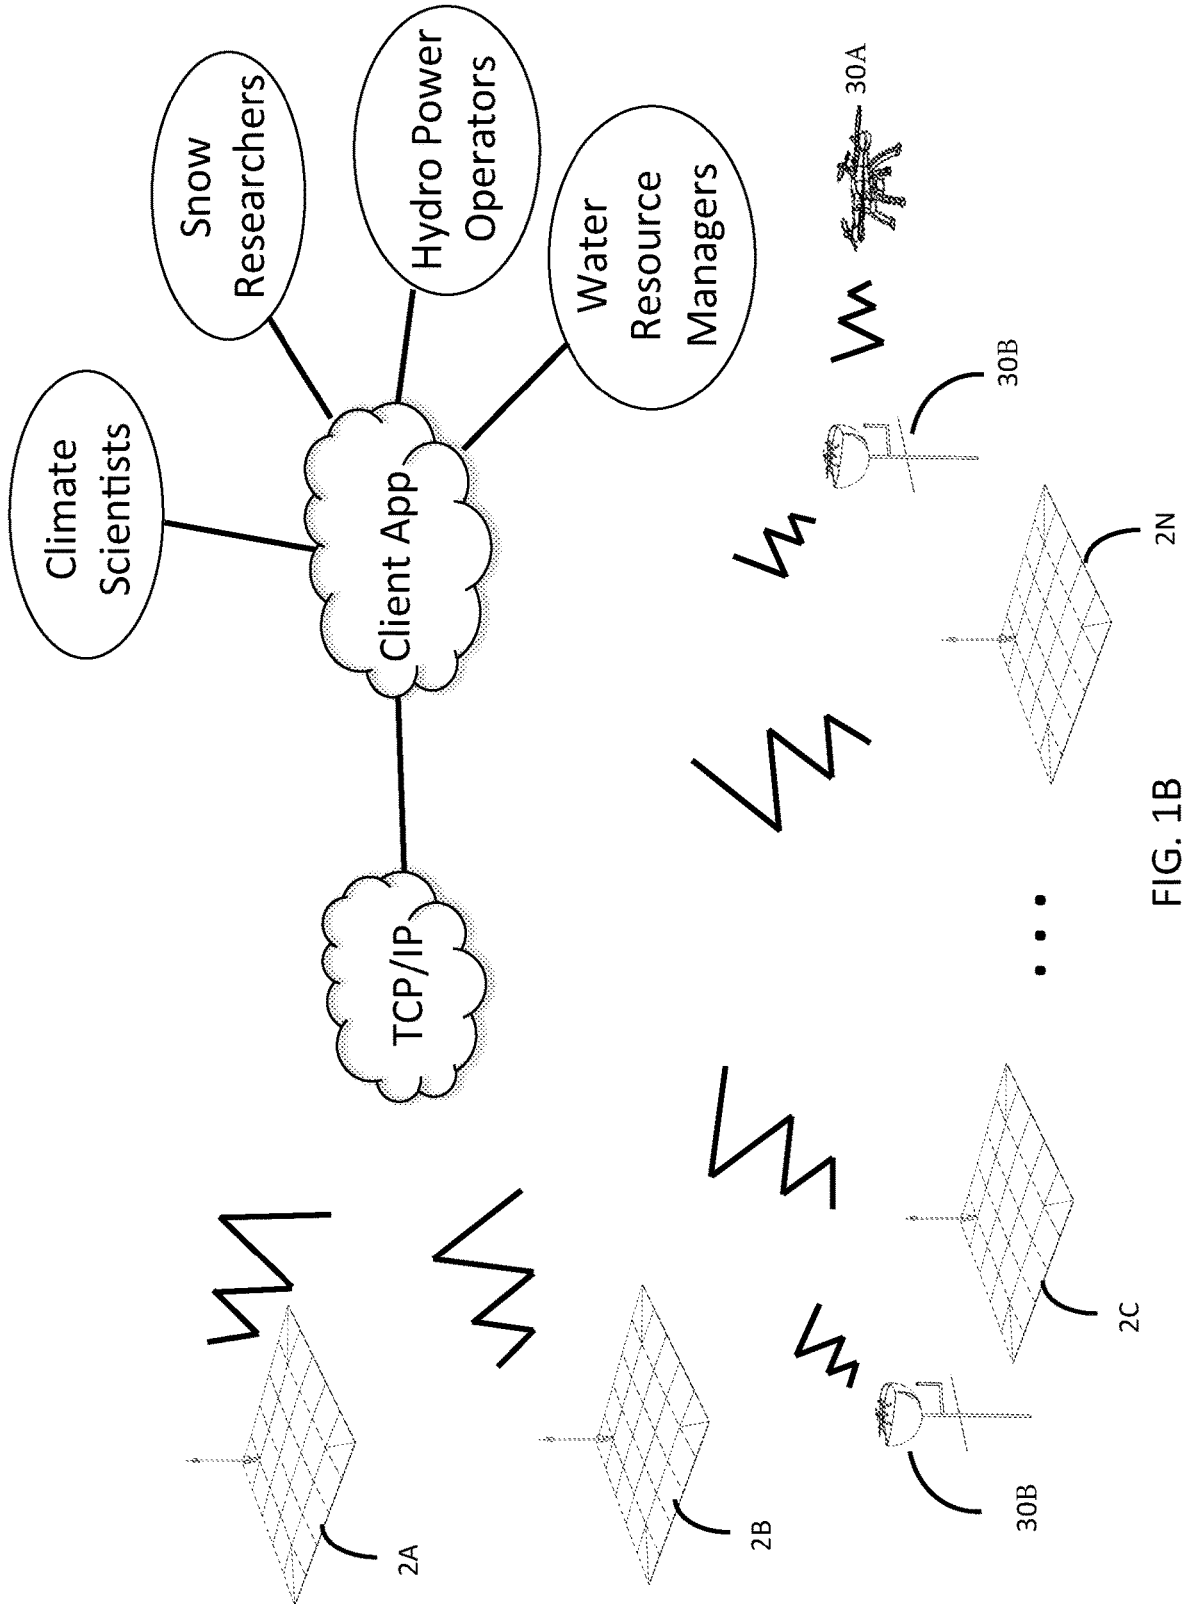 Climate
Scientists
Snow
Researchers
Hydro Power
Operators
Water
Resource
Managers
Client App
TCP/IP
2A
2B
2C
30B
2N
30B
30A
FIG. 1B